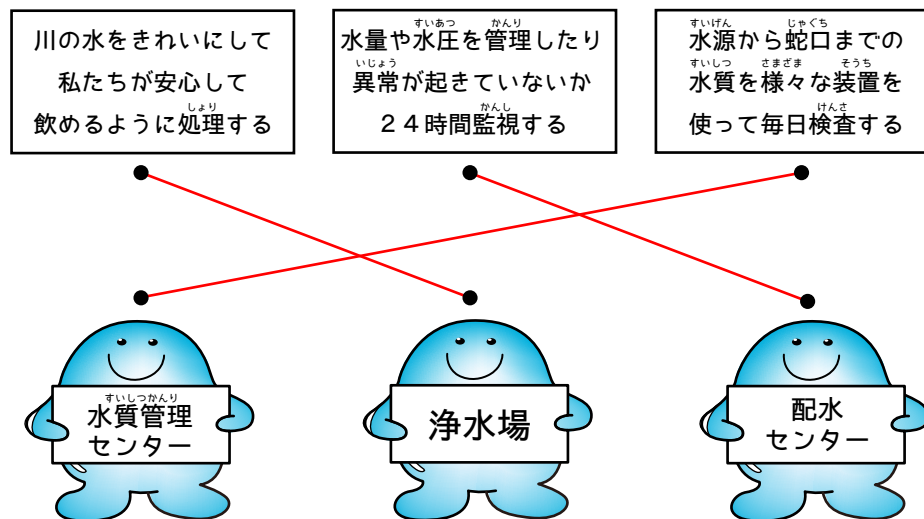 川の水をきれいにして
私たちが安心して
飲めるように処理する
しょり
水量や水圧を管理したり
すいあつ かんり
異常が起きていないか
いじょう
24時間監視する
かんし
水源から蛇口までの
すいげん じゃぐち
水質を様々な装置を
すいしつ さまざま そうち
使って毎日検査する
けんさ
水質管理
すいしつかんり
センター
浄水場
配水
センター